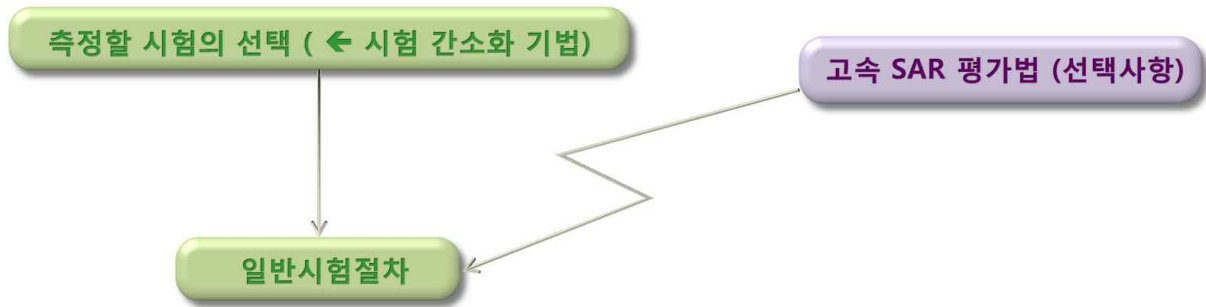 측정할 시험의 선택 ( ← 시험 간소화 기법)
고속 SAR 평가법 (선택사항)
일반시험절차